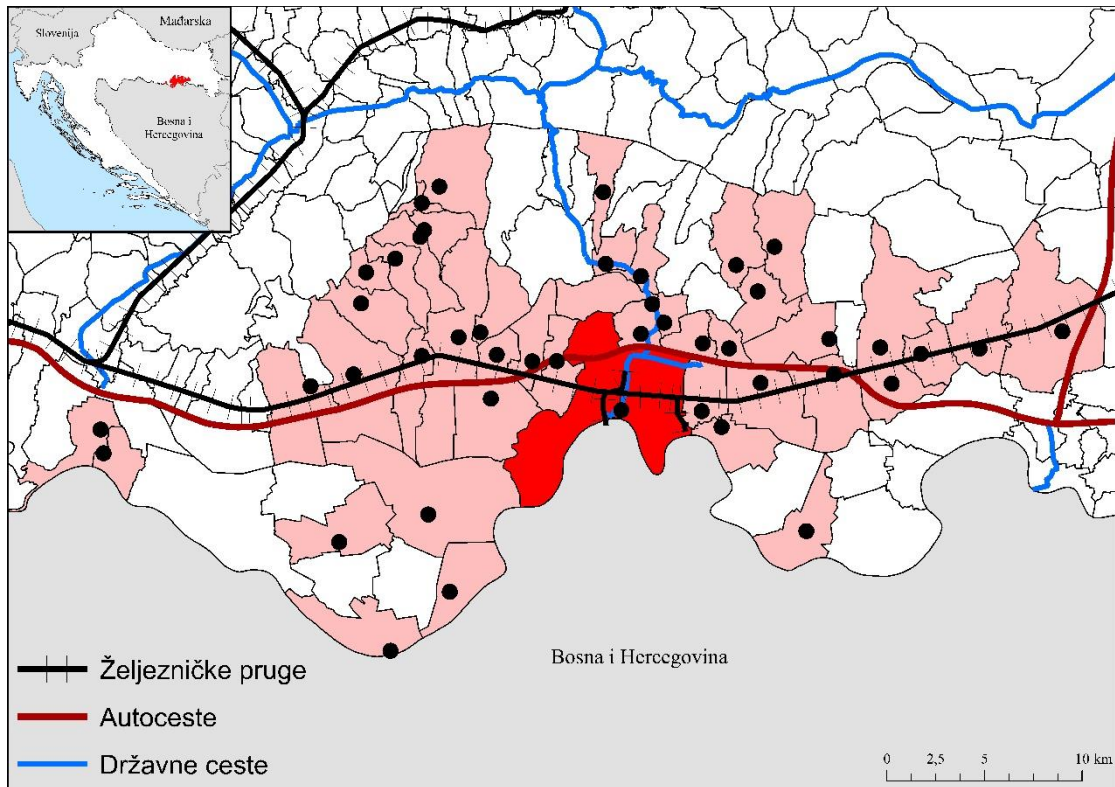 Mađarska
Slovenija
Bosna i
Hercegovina
Bosna i Hercegovina
Željezničke pruge
Autoceste
Državne ceste
0 2,5 5 10 km